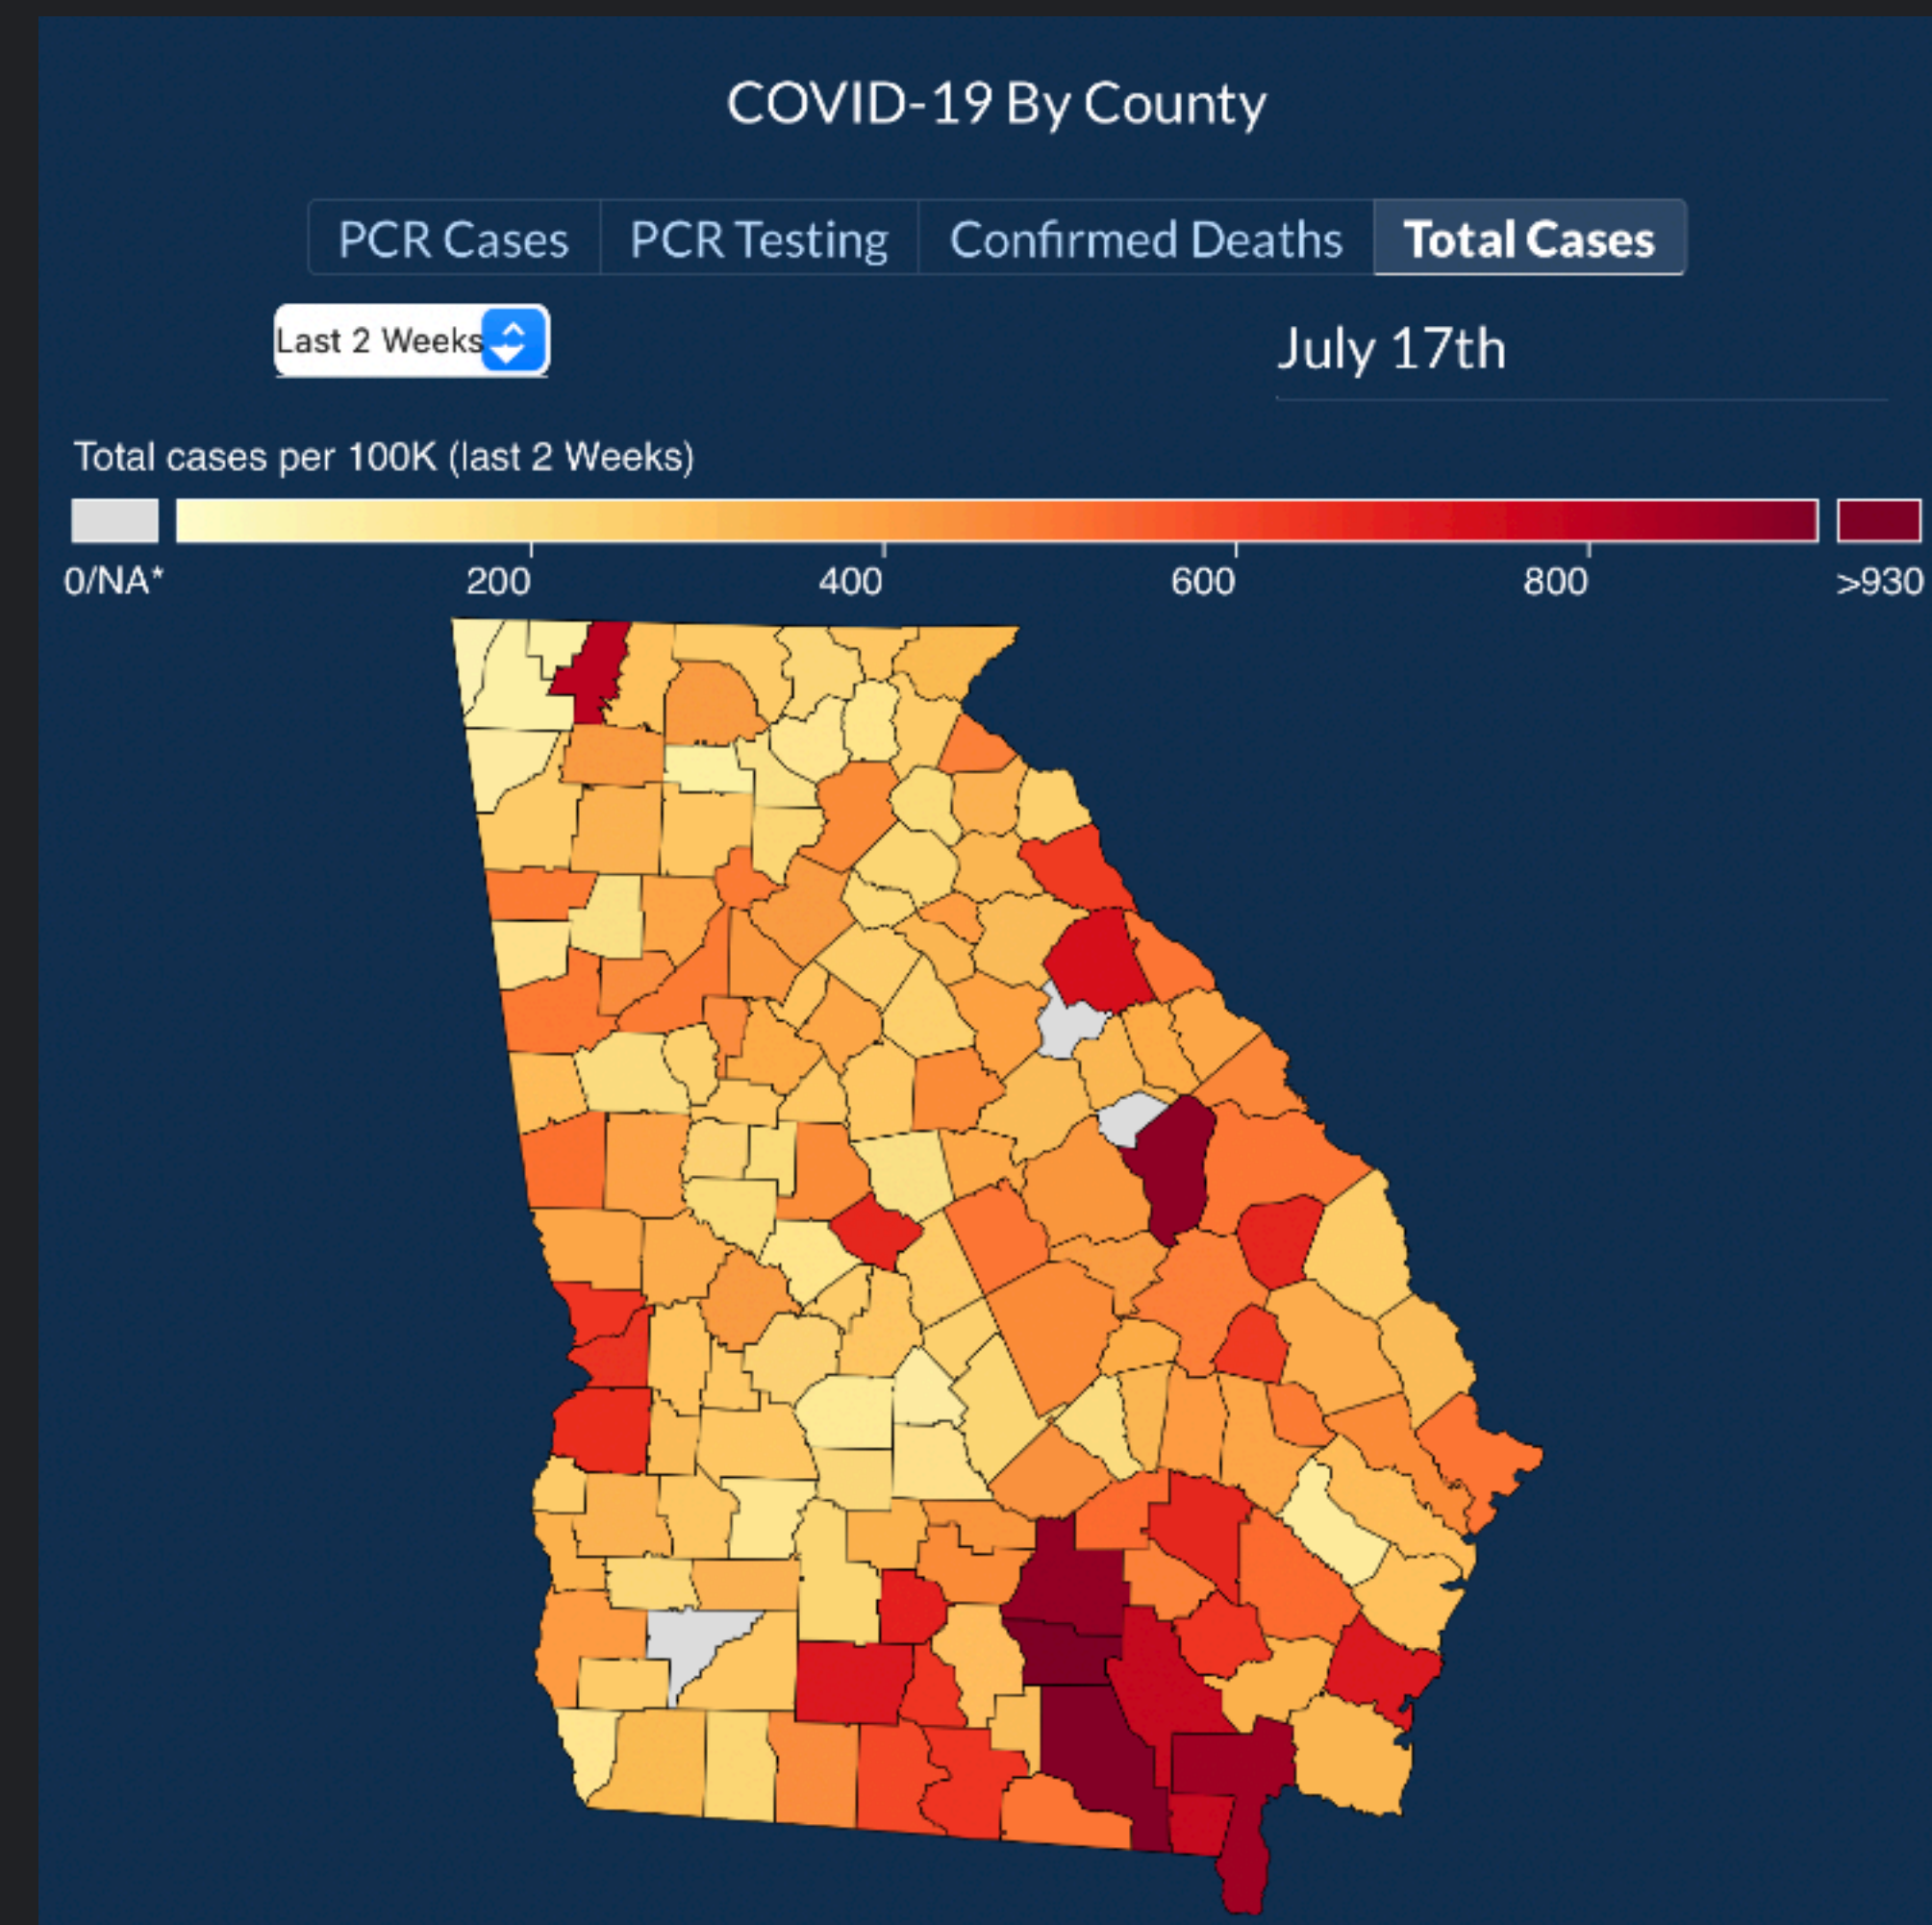 COVID-19 By County
PCR Cases PCR Testing Confirmed Deaths Total Cases
Last 2 Weeks July 17th
Total cases per 100K (last 2 Weeks)
0/NA* 200 400 600 800 >930